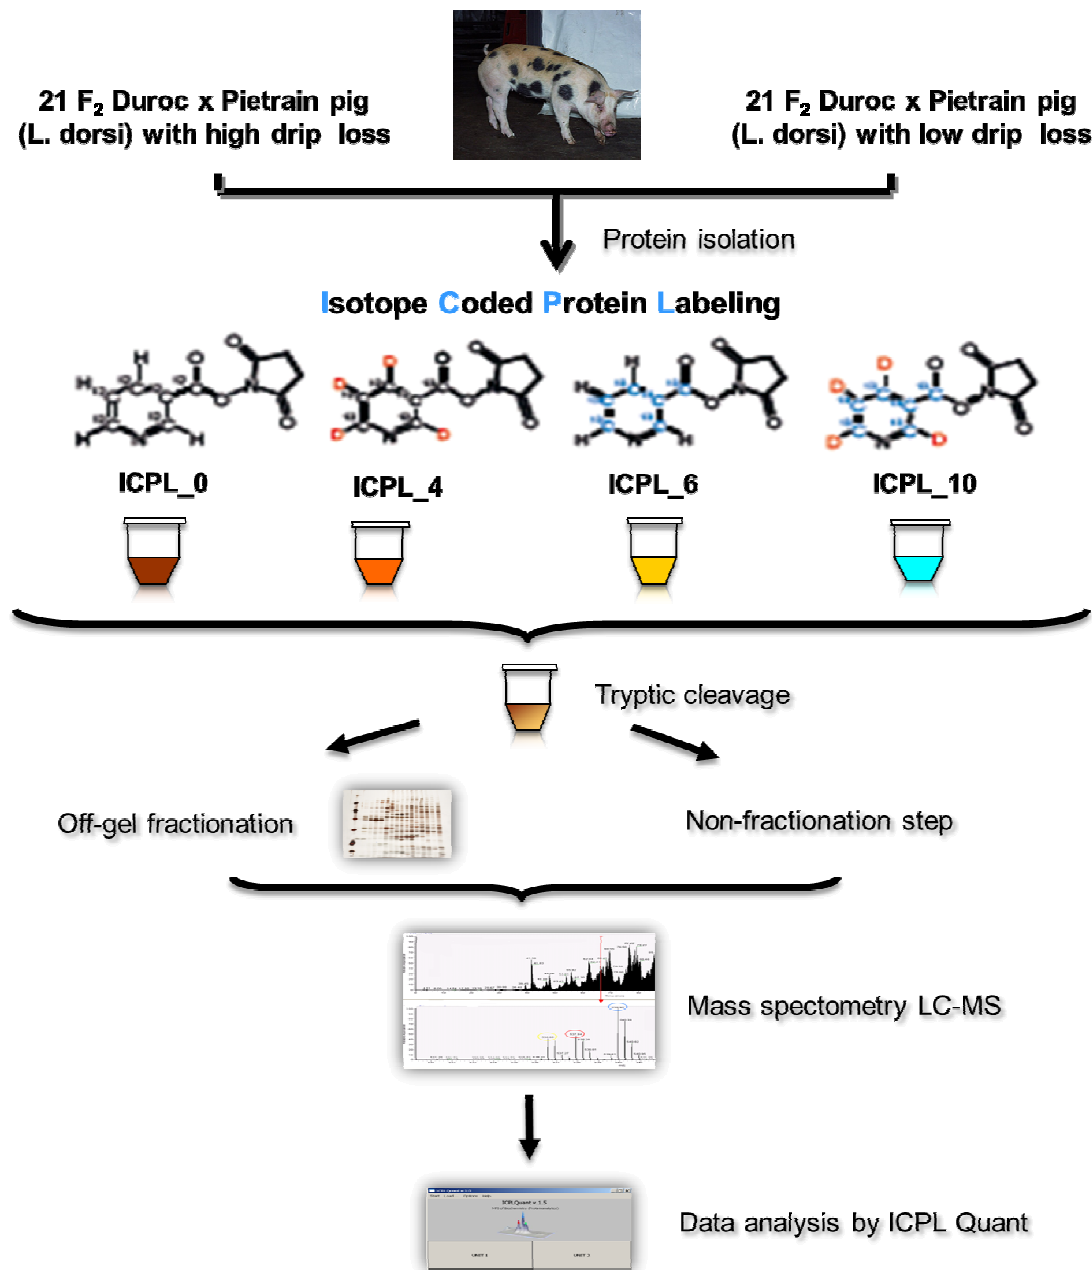 21 F2 Duroc x Pietrain pig
(L. dorsi) with high drip loss
21 F2 Duroc x Pietrain pig
(L. dorsi) with low drip loss
Protein isolation
Isotope Coded Protein Labeling
ICPL_0
ICPL_4
ICPL_6
ICPL_10
Tryptic cleavage
Off-gel fractionation
Non-fractionation step
Mass spectometry LC-MS
Data analysis by ICPL Quant